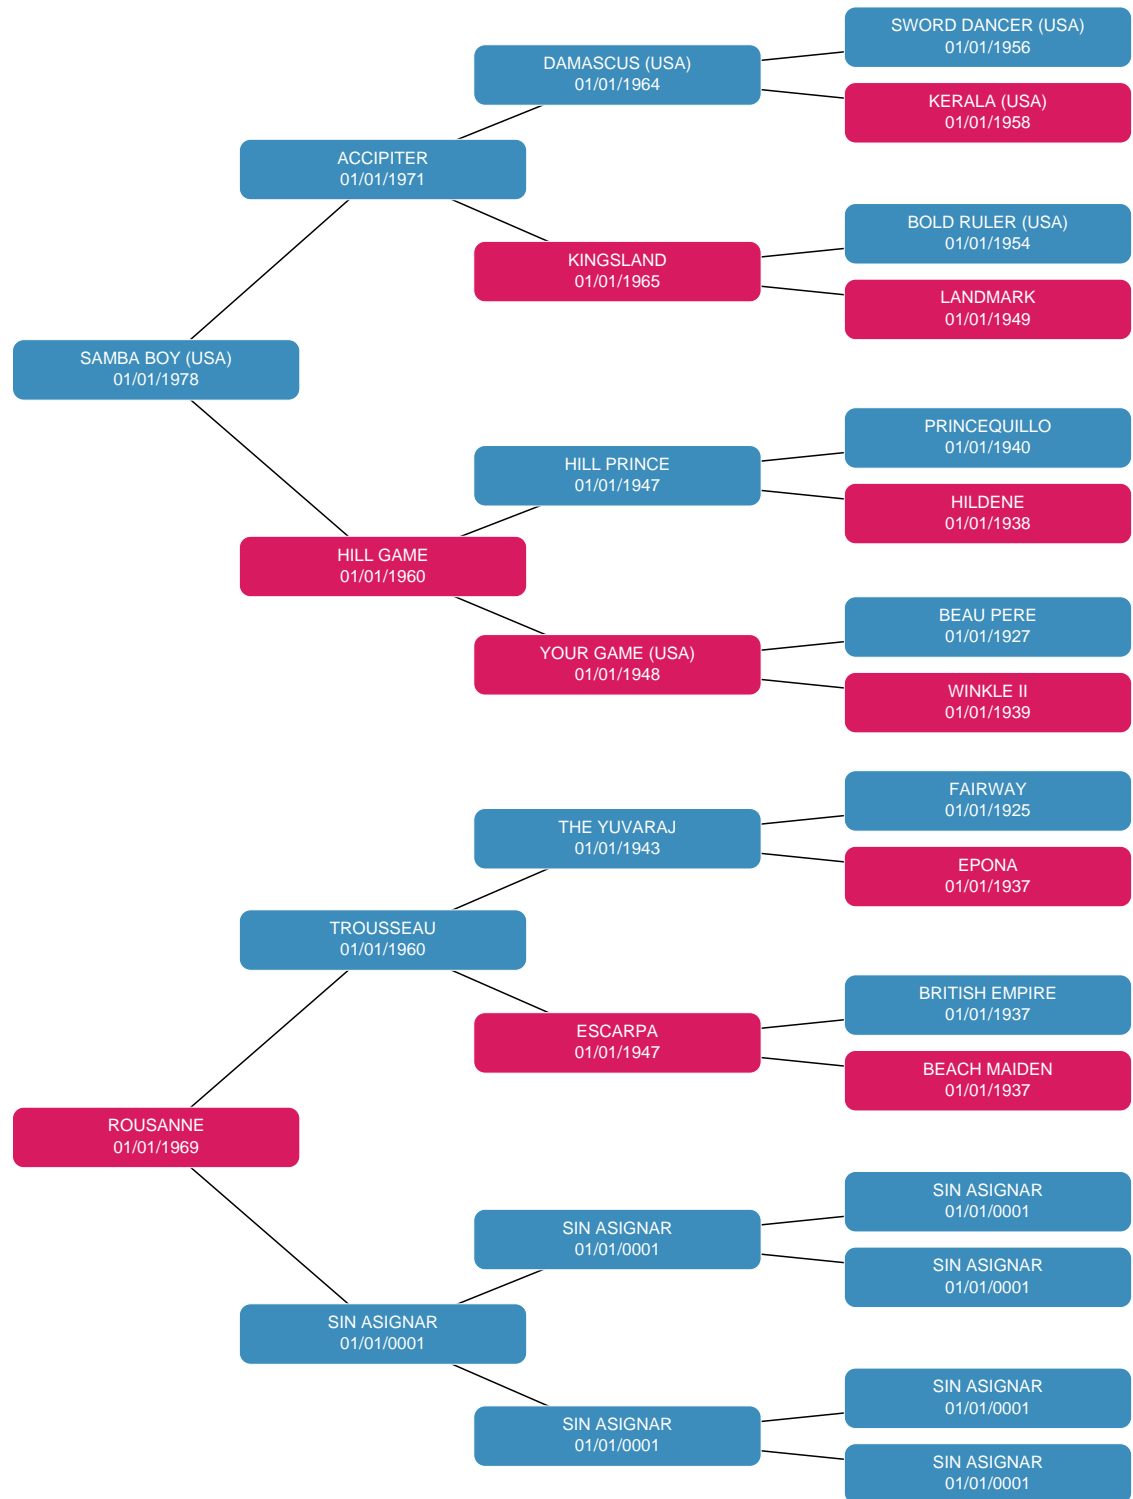 SWORD DANCER (USA)
01/01/1956
DAMASCUS (USA)
01/01/1964
KERALA (USA)
01/01/1958
ACCIPITER
01/01/1971
BOLD RULER (USA)
01/01/1954
KINGSLAND
01/01/1965
LANDMARK
01/01/1949
SAMBA BOY (USA)
01/01/1978
PRINCEQUILLO
01/01/1940
HILL PRINCE
01/01/1947
HILDENE
01/01/1938
HILL GAME
01/01/1960
BEAU PERE
01/01/1927
YOUR GAME (USA)
01/01/1948
WINKLE II
01/01/1939
FAIRWAY
01/01/1925
THE YUVARAJ
01/01/1943
EPONA
01/01/1937
TROUSSEAU
01/01/1960
BRITISH EMPIRE
01/01/1937
ESCARPA
01/01/1947
BEACH MAIDEN
01/01/1937
ROUSANNE
01/01/1969
SIN ASIGNAR
01/01/0001
SIN ASIGNAR
01/01/0001
SIN ASIGNAR
01/01/0001
SIN ASIGNAR
01/01/0001
SIN ASIGNAR
01/01/0001
SIN ASIGNAR
01/01/0001
SIN ASIGNAR
01/01/0001